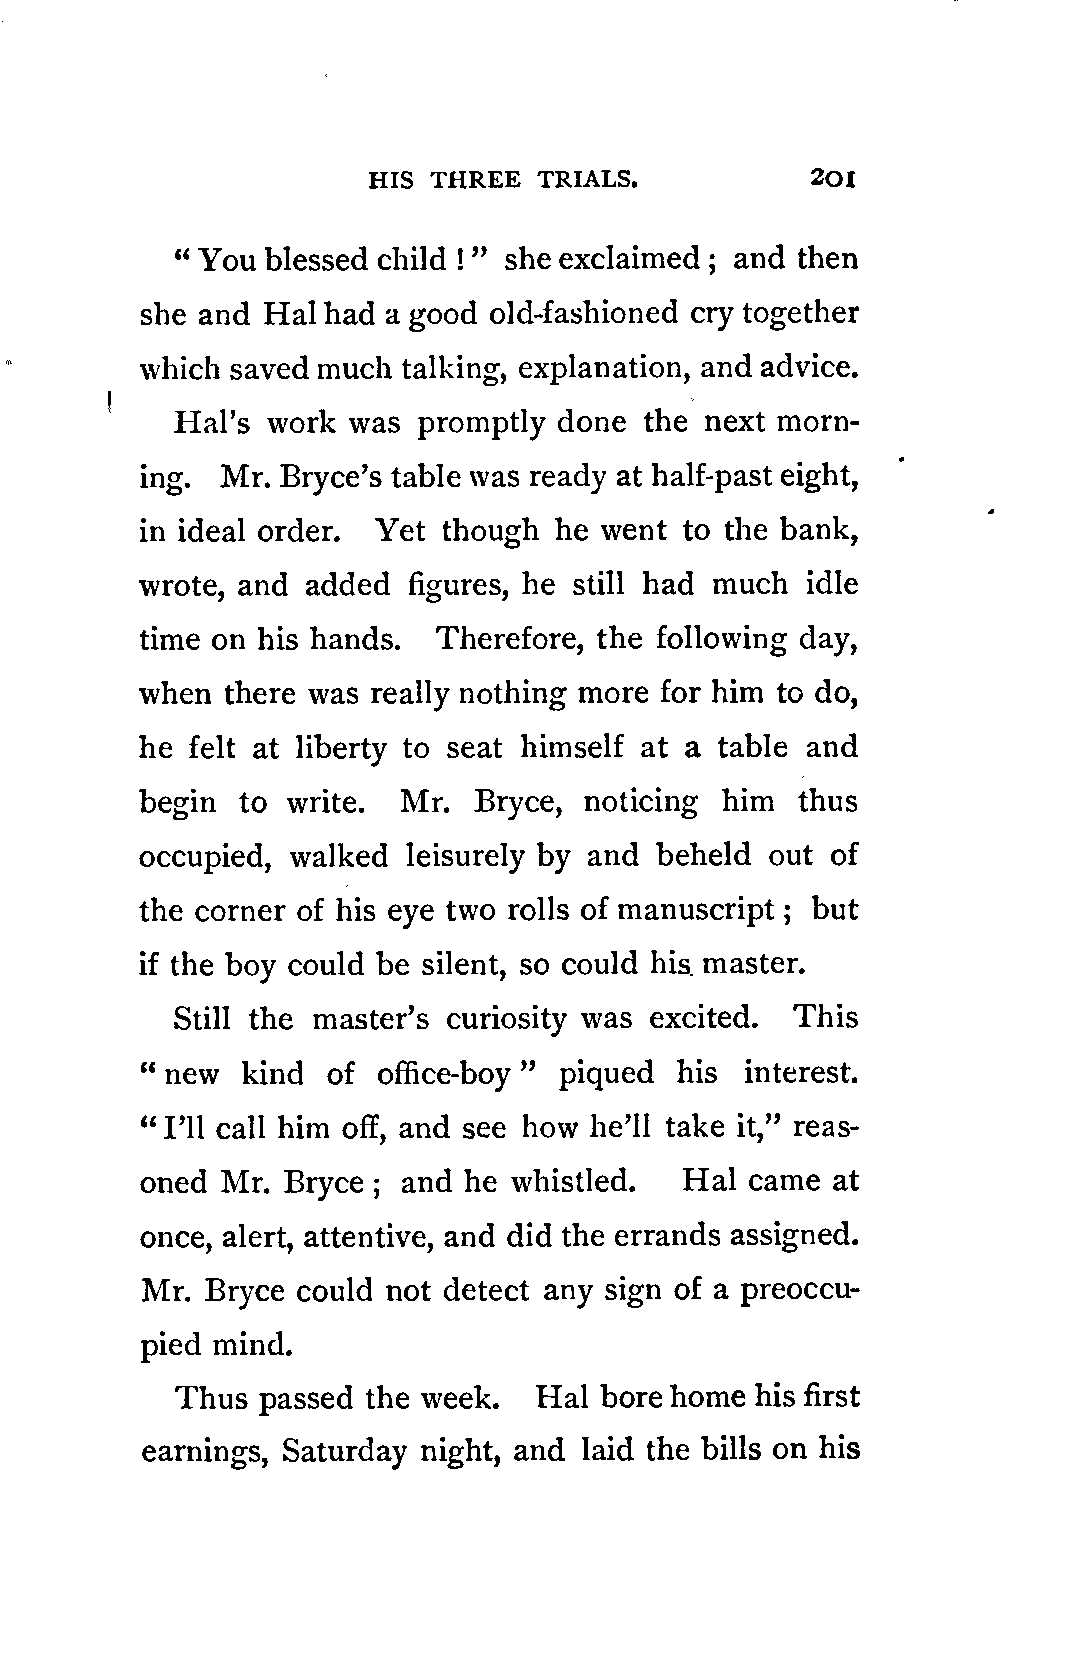 HIS THREE TRIALS. 201
“ You blessed child ! ” she exclaimed ; and then
she and Hal had a good old-fashioned cry together
which saved much talking, explanation, and advice.
Hal’s work was promptly done the next morn-
ing. Mr. Bryce’s table was ready at half-past eight,
in ideal order. Yet though he went to the bank,
wrote, and added figures, he still had much idle
time on his hands. Therefore, the following day,
when there was really nothing more for him to do,
he felt at liberty to seat himself at a table and
begin to write. Mr. Bryce, noticing him thus
occupied, walked leisurely by and beheld out of
the corner of his eye two rolls of manuscript ; but
if the boy could be silent, so could his master.
Still the master’s curiosity was excited. This
“ new kind of office-boy ” piqued his interest.
“ I’ll call him off, and see how he’ll take it,” reas-
oned Mr. Bryce ; and he whistled. Hal came at
once, alert, attentive, and did the errands assigned.
Mr. Bryce could not detect any sign of a preoccu-
pied mind.
Thus passed the week. Hal bore home his first
earnings, Saturday night, and laid the bills on his